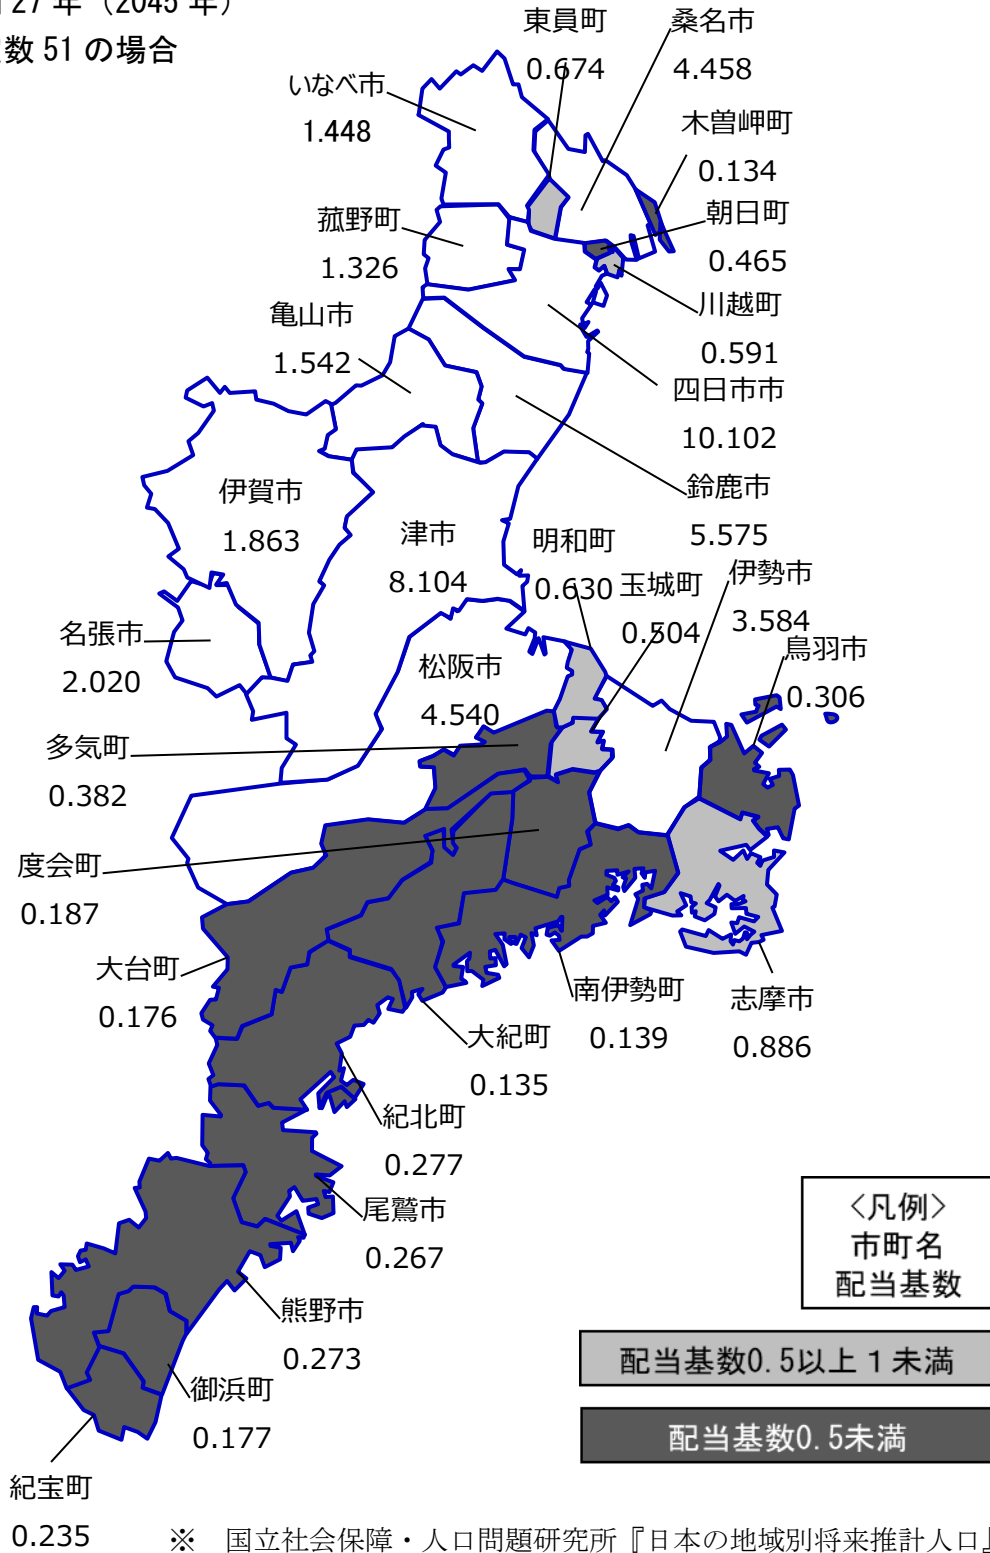 27 年（2045 年）
数 51 の場合
東員町
0.674
桑名市
4.458
いなべ市
1.448
木曽岬町
0.134
菰野町
1.326
朝日町
0.465
川越町
0.591
亀山市
1.542
四日市市
10.102
鈴鹿市
5.575
伊賀市
1.863
津市
8.104
明和町
0.630
玉城町
0.504
伊勢市
3.584
名張市
2.020
松阪市
4.540
鳥羽市
0.306
多気町
0.382
度会町
0.187
大台町
0.176
南伊勢町
0.139
志摩市
0.886
大紀町
0.135
紀北町
0.277
尾鷲市
0.267
熊野市
0.273
御浜町
0.177
紀宝町
0.235
＜凡例＞
市町名
配当基数
配当基数0.5以上１未満
配当基数0.5未満
※ 国立社会保障・人口問題研究所『日本の地域別将来推計人口』